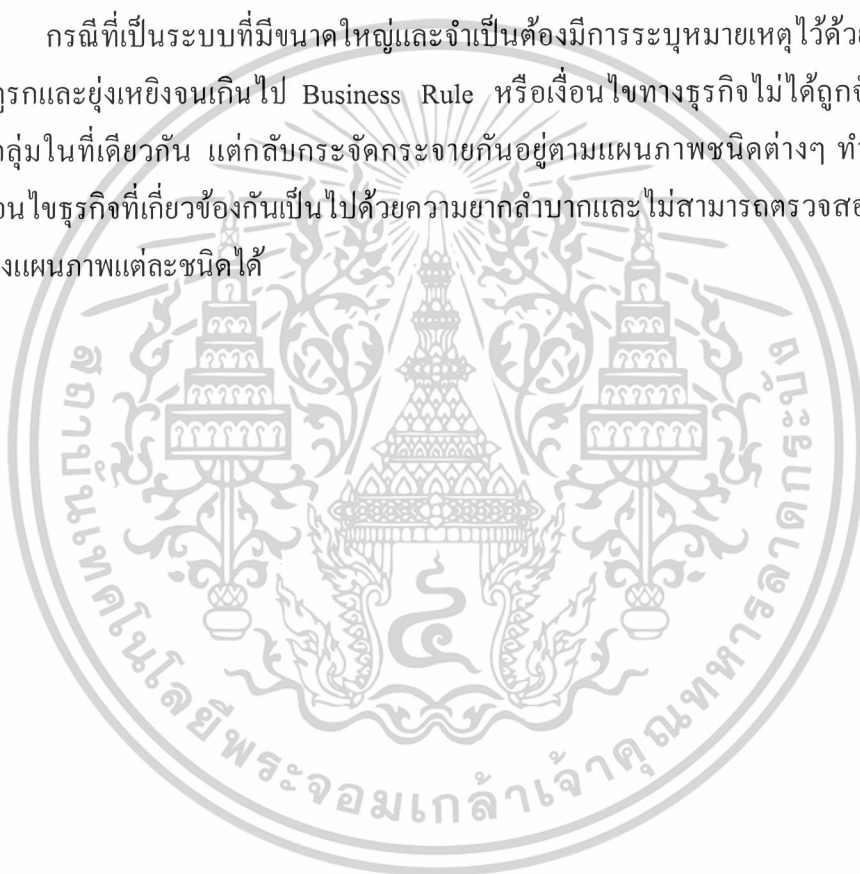 กรณีที่เป็นระบบที่มีขนาดใหญ่และจำเป็นต้องมีการระบุหมายเหตุไว้ด้วย
ดูรกและยุ่งเหยิงจนเกินไป Business Rule หรือเงื่อนไขทางธุรกิจไม่ได้ถูกจั
กลุ่มในที่เดียวกัน แต่กลับกระจัดกระจายกันอยู่ตามแผนภาพชนิดต่างๆ ทำ
อนไขธุรกิจที่เกี่ยวข้องกันเป็นไปด้วยความยากลำบากและไม่สามารถตรวจสอ
งแผนภาพแต่ละชนิดได้
สถาบันเทคโนโลยีพระจอมเกล้าเจ้าคุณทหารลาดกระบัง